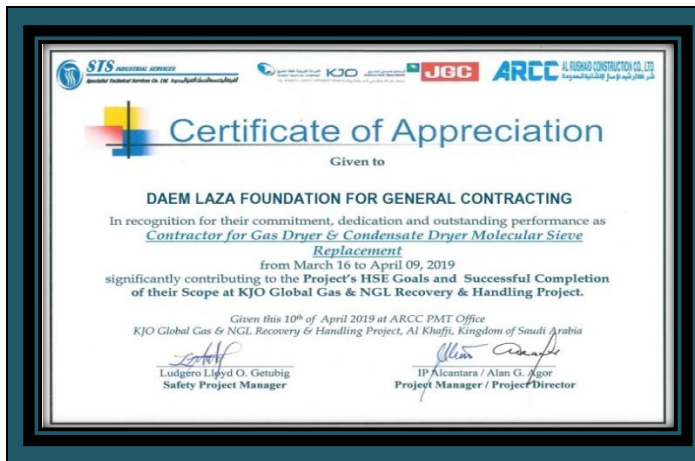 STS INDUSTRIAL SERVICES
Specialist Technical Services Co. LTC
KJO
JGC
ARCC AL RUSHAID CONSTRUCTION CO., LTD.
Certificate of Appreciation
Given to
DAEM LAZA FOUNDATION FOR GENERAL CONTRACTING
In recognition for their commitment, dedication and outstanding performance as
Contractor for Gas Dryer & Condensate Dryer Molecular Sieve
Replacement
from March 16 to April 09, 2019
significantly contributing to the Project's HSE Goals and Successful Completion
of their Scope at KJO Global Gas & NGL Recovery & Handling Project.
Given this 10th of April 2019 at ARCC PMT Office
KJO Global Gas & NGL Recovery & Handling Project, Al Khafji, Kingdom of Saudi Arabia
Ludgero Lloyd O. Getubig
Safety Project Manager
IP Alcantara / Alan G. Agor
Project Manager / Project Director